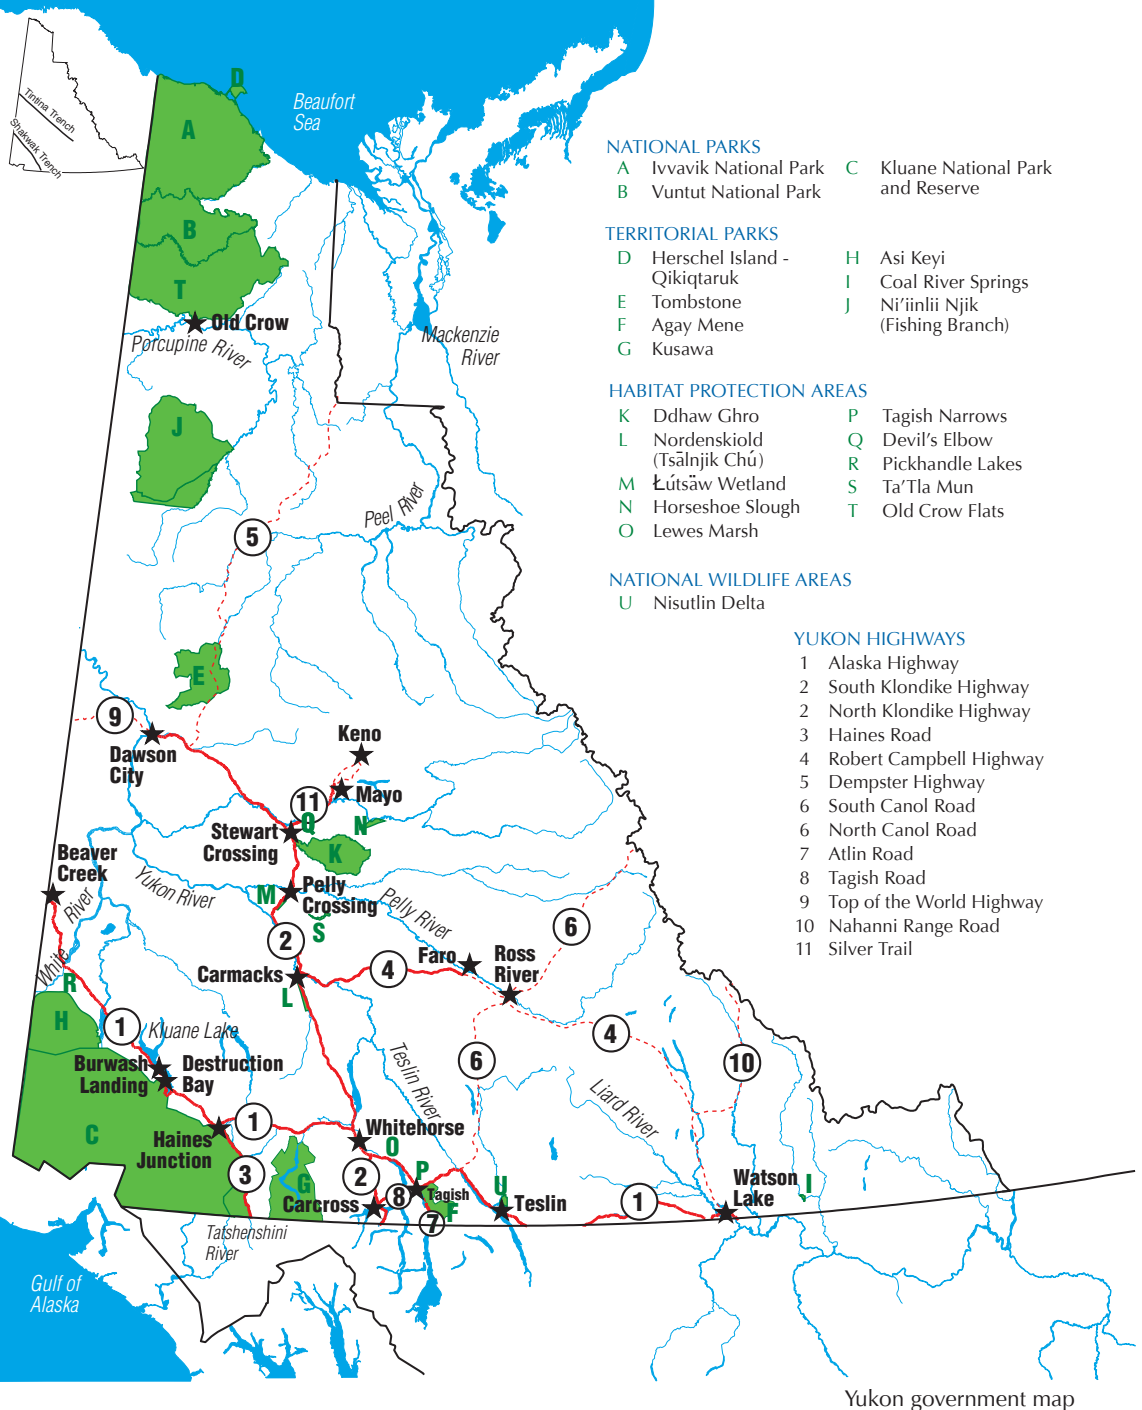 Tintina Trench
Shakwak Trench
D
Beaufort
Sea
A
B
T
Old Crow
Porcupine River
Mackenzie
River
J
Peel River
5
E
9
Dawson
City
Keno
Mayo
11
Q
N
Stewart
Crossing
K
Beaver
Creek
White River
Yukon River
M
Pelly
Crossing
Pelly River
S
2
6
Faro
Ross
River
Carmacks
4
L
R
H
1
Kluane Lake
4
6
10
Burwash
Landing
Destruction
Bay
Teslin River
Liard River
C
1
Haines
Junction
Whitehorse
O
3
G
2
P
8
Tagish
Carcross
F
7
U
Teslin
1
Watson
Lake
I
Tatshenshini
River
Gulf of
Alaska
NATIONAL PARKS
A Ivvavik National Park
B Vuntut National Park
C Kluane National Park
and Reserve
TERRITORIAL PARKS
D Herschel Island -
Qikiqtaruk
E Tombstone
F Agay Mene
G Kusawa
H Asi Keyi
I Coal River Springs
J Ni'iinlii Njik
(Fishing Branch)
HABITAT PROTECTION AREAS
K Ddhaw Ghro
L Nordenskiold
(Tsālnjik Chú)
M Łútsäw Wetland
N Horseshoe Slough
O Lewes Marsh
P Tagish Narrows
Q Devil's Elbow
R Pickhandle Lakes
S Ta'Tla Mun
T Old Crow Flats
NATIONAL WILDLIFE AREAS
U Nisutlin Delta
YUKON HIGHWAYS
1 Alaska Highway
2 South Klondike Highway
2 North Klondike Highway
3 Haines Road
4 Robert Campbell Highway
5 Dempster Highway
6 South Canol Road
6 North Canol Road
7 Atlin Road
8 Tagish Road
9 Top of the World Highway
10 Nahanni Range Road
11 Silver Trail
Yukon government map